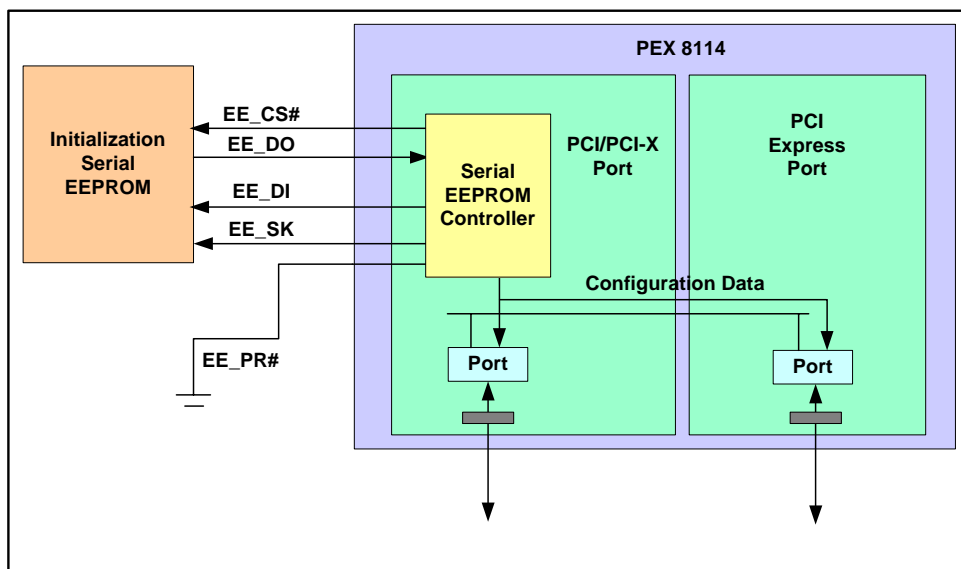 PEX 8114
Initialization
Serial
EEPROM
EE_CS#
EE_DO
EE_DI
EE_SK
EE_PR#
Serial
EEPROM
Controller
PCI/PCI-X
Port
PCI
Express
Port
Configuration Data
Port
Port